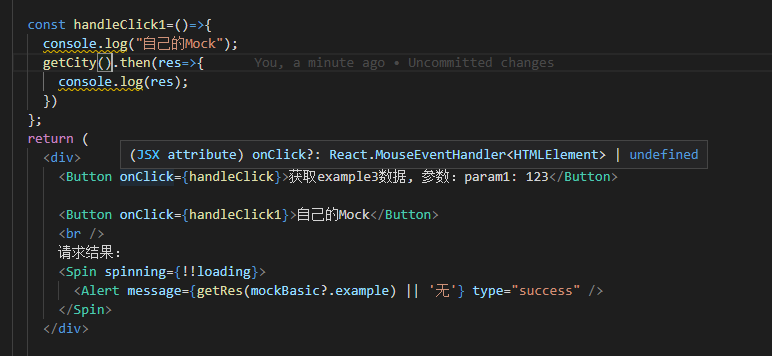 const handleClick1=()=>{
console.log("自己的Mock");
getCity().then(res=>{ You, a minute ago • Uncommitted changes
console.log(res);
})
};
return (
(JSX attribute) onClick?: React.MouseEventHandler<HTMLElement> | undefined
<div>
<Button onClick={handleClick}>获取example3数据, 参数: param1: 123</Button>
<Button onClick={handleClick1}>自己的Mock</Button>
<br />
请求结果:
<Spin spinning={!!loading}>
<Alert message={getRes(mockBasic?.example) || '无'} type="success" />
</Spin>
</div>